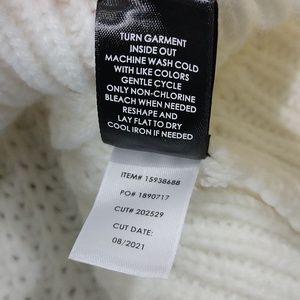 TURN GARMENT
INSIDE OUT
MACHINE WASH COLD
WITH LIKE COLORS
GENTLE CYCLE
ONLY NON-CHLORINE
BLEACH WHEN NEEDED
RESHAPE AND
LAY FLAT TO DRY
COOL IRON IF NEEDED
ITEM# 15938688
PO# 1890717
CUT# 202529
CUT DATE:
08/2021